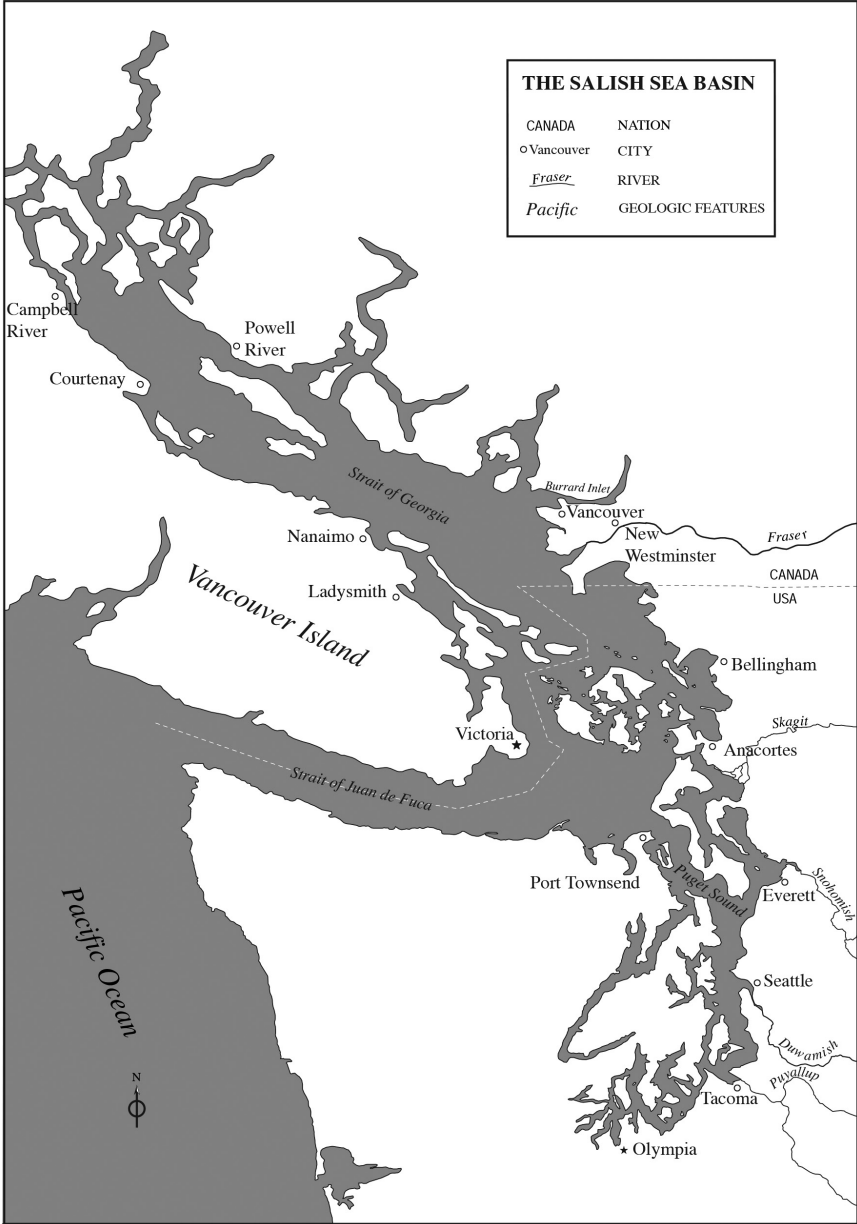 THE SALISH SEA BASIN
CANADA NATION
Vancouver CITY
Fraser RIVER
Pacific GEOLOGIC FEATURES
Campbell
River
Powell
River
Courtenay
Strait of Georgia
Burrard Inlet
Vancouver
New
Westminster
Fraser
Nanaimo
CANADA
USA
Ladysmith
Vancouver Island
Bellingham
Skagit
Victoria
Anacortes
Strait of Juan de Fuca
Port Townsend
Puget Sound
Everett
Snohomish
Pacific Ocean
Seattle
Duwamish
Puyallup
N
Tacoma
Olympia